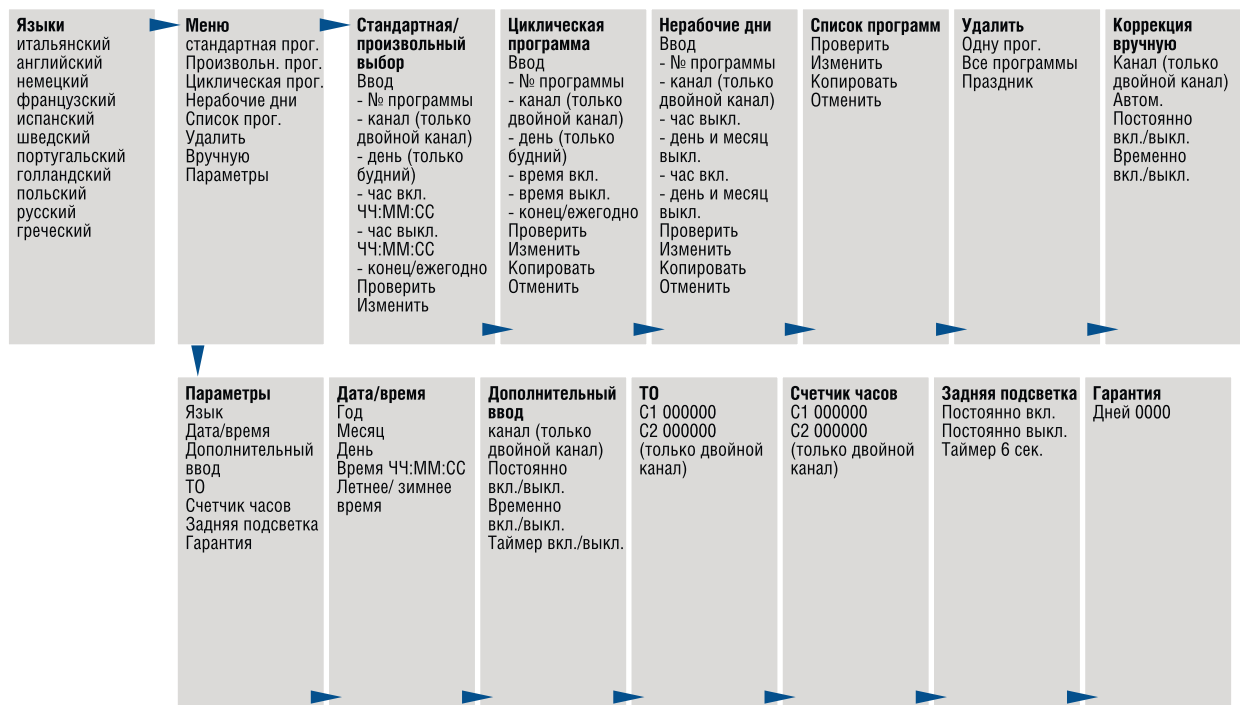 Языки
итальянский
английский
немецкий
французский
испанский
шведский
португальский
голландский
польский
русский
греческий
Меню
стандартная прог.
Произвольн. прог.
Циклическая прог.
Нерабочие дни
Список прог.
Удалить
Вручную
Параметры
Стандартная/
произвольный
выбор
Ввод
- № программы
- канал (только
двойной канал)
- день (только
будний)
- час вкл.
ЧЧ:ММ:СС
- час выкл.
ЧЧ:ММ:СС
- конец/ежегодно
Проверить
Изменить
Циклическая
программа
Ввод
- № программы
- канал (только
двойной канал)
- день (только
будний)
- время вкл.
- время выкл.
- конец/ежегодно
Проверить
Изменить
Копировать
Отменить
Нерабочие дни
Ввод
- № программы
- канал (только
двойной канал)
- час выкл.
- день и месяц
выкл.
- час вкл.
- день и месяц
выкл.
Проверить
Изменить
Копировать
Отменить
Список программ
Проверить
Изменить
Копировать
Отменить
Удалить
Одну прог.
Все программы
Праздник
Коррекция
вручную
Канал (только
двойной канал)
Автом.
Постоянно
вкл./выкл.
Временно
вкл./выкл.
Параметры
Язык
Дата/время
Дополнительный
ввод
ТО
Счетчик часов
Задняя подсветка
Гарантия
Дата/время
Год
Месяц
День
Время ЧЧ:ММ:СС
Летнее/ зимнее
время
Дополнительный
ввод
канал (только
двойной канал)
Постоянно
вкл./выкл.
Временно
вкл./выкл.
Таймер вкл./выкл.
ТО
С1 000000
С2 000000
(только двойной
канал)
Счетчик часов
С1 000000
С2 000000
(только двойной
канал)
Задняя подсветка
Постоянно вкл.
Постоянно выкл.
Таймер 6 сек.
Гарантия
Дней 0000